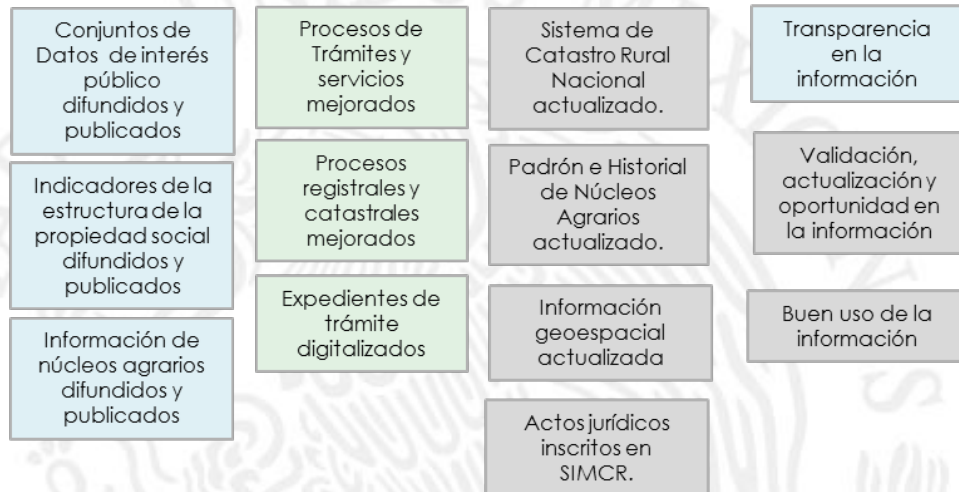 Conjuntos de
Datos de interés
público
difundidos y
publicados
Indicadores de la
estructura de la
propiedad social
difundidos y
publicados
Información de
núcleos agrarios
difundidos y
publicados
Procesos de
Trámites y
servicios
mejorados
Procesos
registrales y
catastrales
mejorados
Expedientes de
trámite
digitalizados
Sistema de
Catastro Rural
Nacional
actualizado.
Padrón e Historial
de Núcleos
Agrarios
actualizado.
Información
geoespacial
actualizada
Actos jurídicos
inscritos en
SIMCR.
Transparencia
en la
información
Validación,
actualización y
oportunidad en
la información
Buen uso de la
información